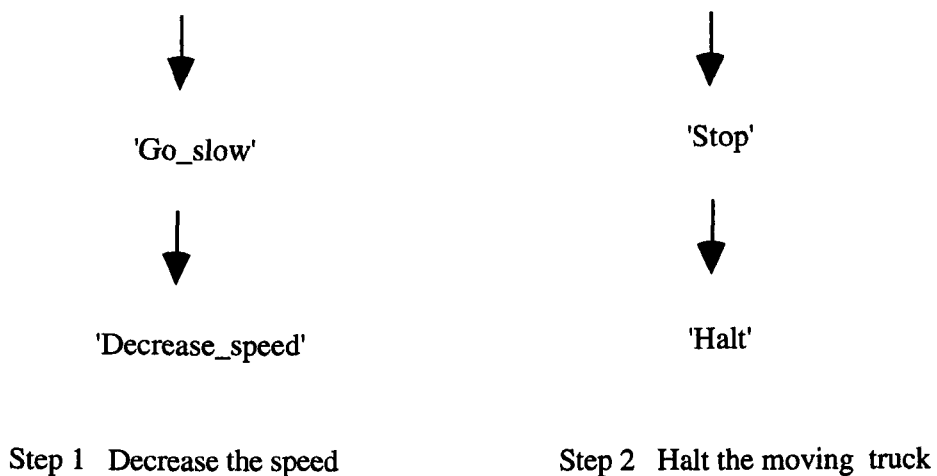 'Go_slow'
'Stop'
'Decrease_speed'
'Halt'
Step 1 Decrease the speed
Step 2 Halt the moving truck